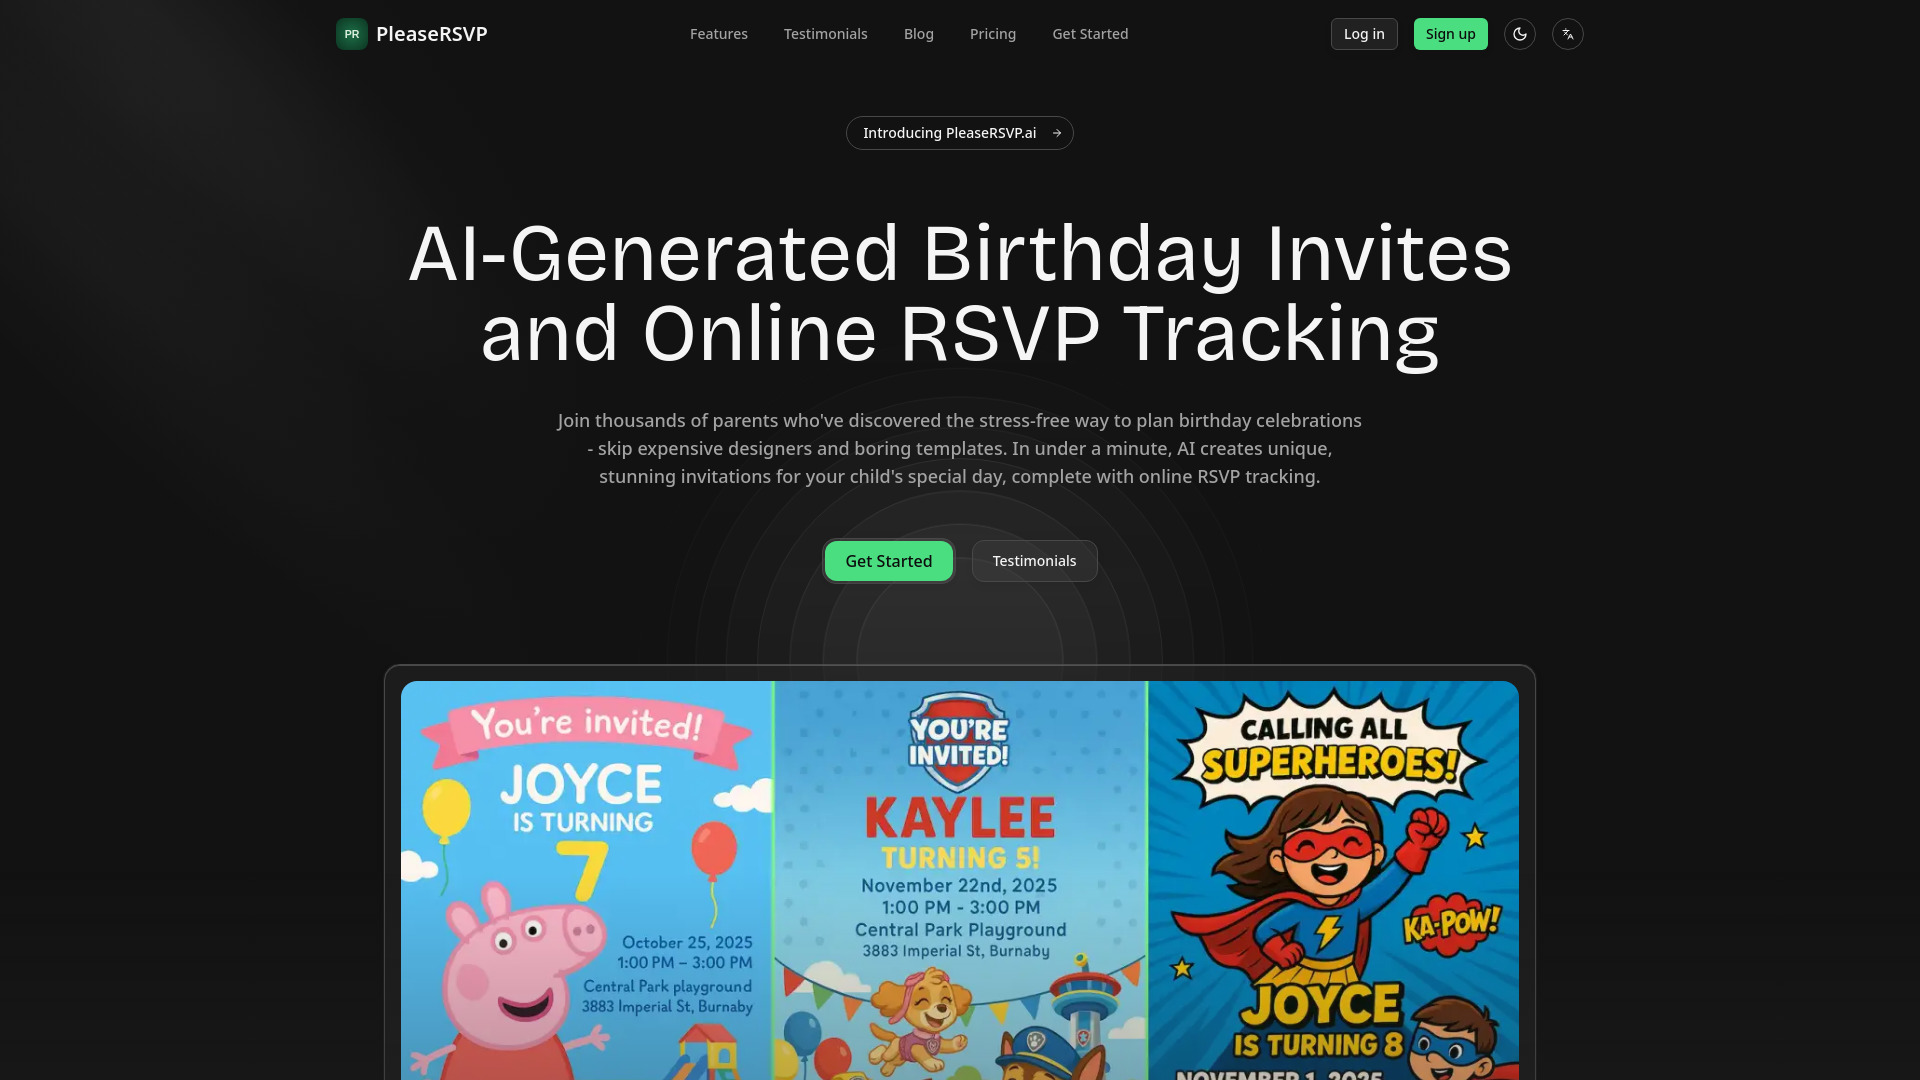 PR PleaseRSVP
Features
Testimonials
Blog
Pricing
Get Started
Log in
Sign up
Introducing PleaseRSVP.ai
AI-Generated Birthday Invites
and Online RSVP Tracking
Join thousands of parents who've discovered the stress-free way to plan birthday celebrations
- skip expensive designers and boring templates. In under a minute, AI creates unique,
stunning invitations for your child's special day, complete with online RSVP tracking.
Get Started
Testimonials
You're invited!
JOYCE
IS TURNING
7
October 25, 2025
1:00 PM – 3:00 PM
Central Park playground
3883 Imperial St, Burnaby
YOU'RE
INVITED!
KAYLEE
TURNING 5!
November 22nd, 2025
1:00 PM - 3:00 PM
Central Park Playground
3883 Imperial St, Burnaby
CALLING ALL
SUPERHEROES!
KA-POW!
JOYCE
IS TURNING 8
NOVEMBER 1, 2025